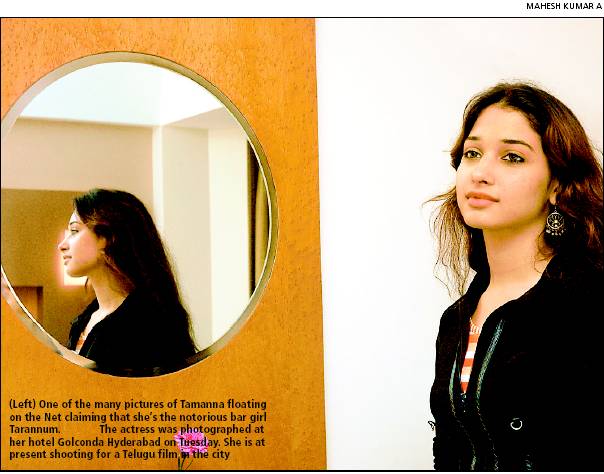 MAHESH KUMAR A
(Left) One of the many pictures of Tamanna floating
on the Net claiming that she's the notorious bar girl
Tarannum. The actress was photographed at
her hotel Golconda Hyderabad on Tuesday. She is at
present shooting for a Telugu film in the city